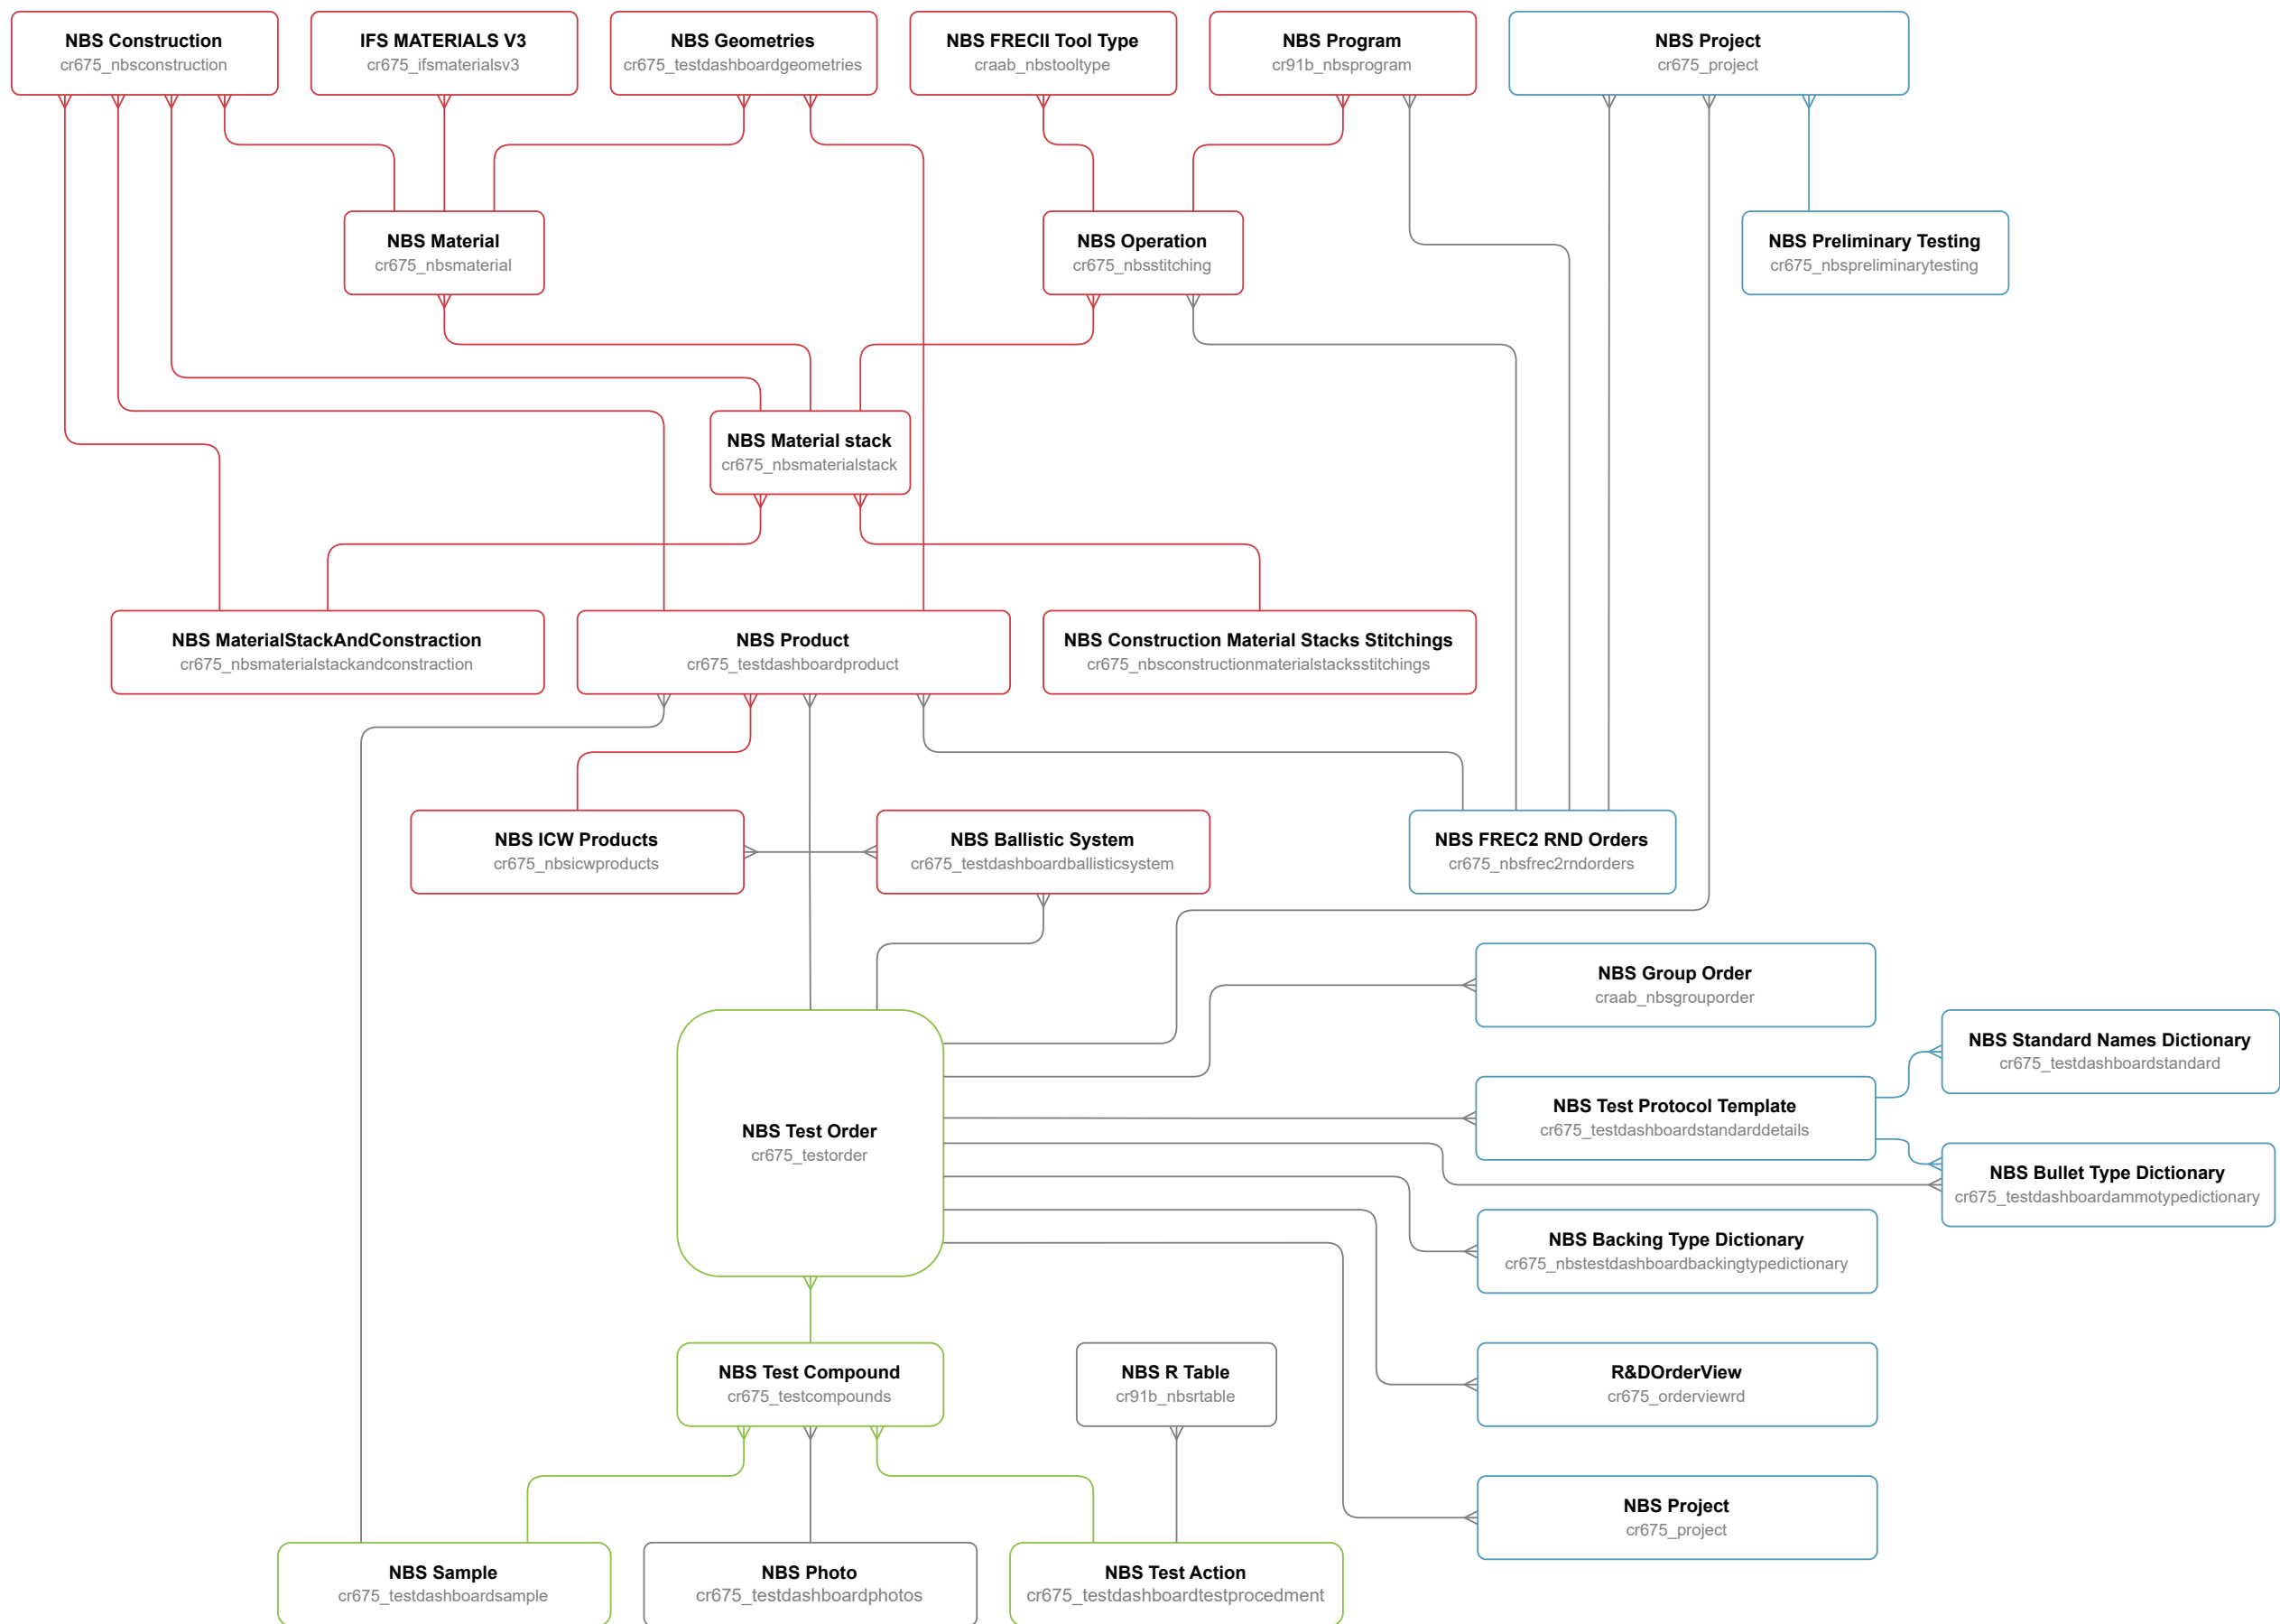 NBS Construction
cr675_nbsconstruction
IFS MATERIALS V3
cr675_ifsmaterialsv3
NBS Geometries
cr675_testdashboardgeometries
NBS FRECII Tool Type
craab_nbstooltype
NBS Program
cr91b_nbsprogram
NBS Project
cr675_project
NBS Material
cr675_nbsmaterial
NBS Operation
cr675_nbsstitching
NBS Preliminary Testing
cr675_nbspreliminarytesting
NBS Material stack
cr675_nbsmaterialstack
NBS MaterialStackAndConstraction
cr675_nbsmaterialstackandconstraction
NBS Product
cr675_testdashboardproduct
NBS Construction Material Stacks Stitchings
cr675_nbsconstructionmaterialstacksstitchings
NBS ICW Products
cr675_nbsicwproducts
NBS Ballistic System
cr675_testdashboardballisticsystem
NBS FREC2 RND Orders
cr675_nbsfrec2rndorders
NBS Group Order
craab_nbsgrouporder
NBS Standard Names Dictionary
cr675_testdashboardstandard
NBS Test Protocol Template
cr675_testdashboardstandarddetails
NBS Test Order
cr675_testorder
NBS Bullet Type Dictionary
cr675_testdashboardammotypedictionary
NBS Backing Type Dictionary
cr675_nbstestdashboardbackingtypedictionary
NBS Test Compound
cr675_testcompounds
NBS R Table
cr91b_nbsrtable
R&DOrderView
cr675_orderviewrd
NBS Project
cr675_project
NBS Sample
cr675_testdashboardsample
NBS Photo
cr675_testdashboardphotos
NBS Test Action
cr675_testdashboardtestprocedment